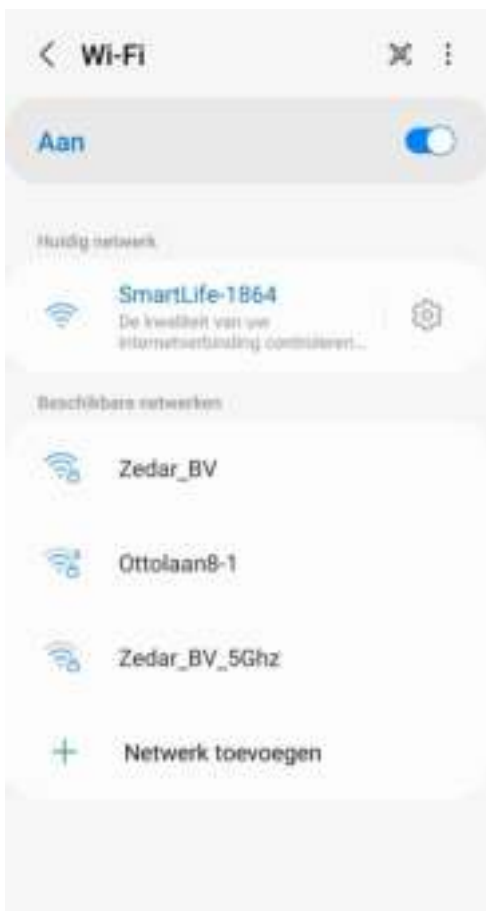 Wi-Fi
Aan
Huidig netwerk
SmartLife-1864
De kwaliteit van uw
internetverbinding controleren...
Beschikbare netwerken
Zedar_BV
Ottolaan8-1
Zedar_BV_5Ghz
Netwerk toevoegen